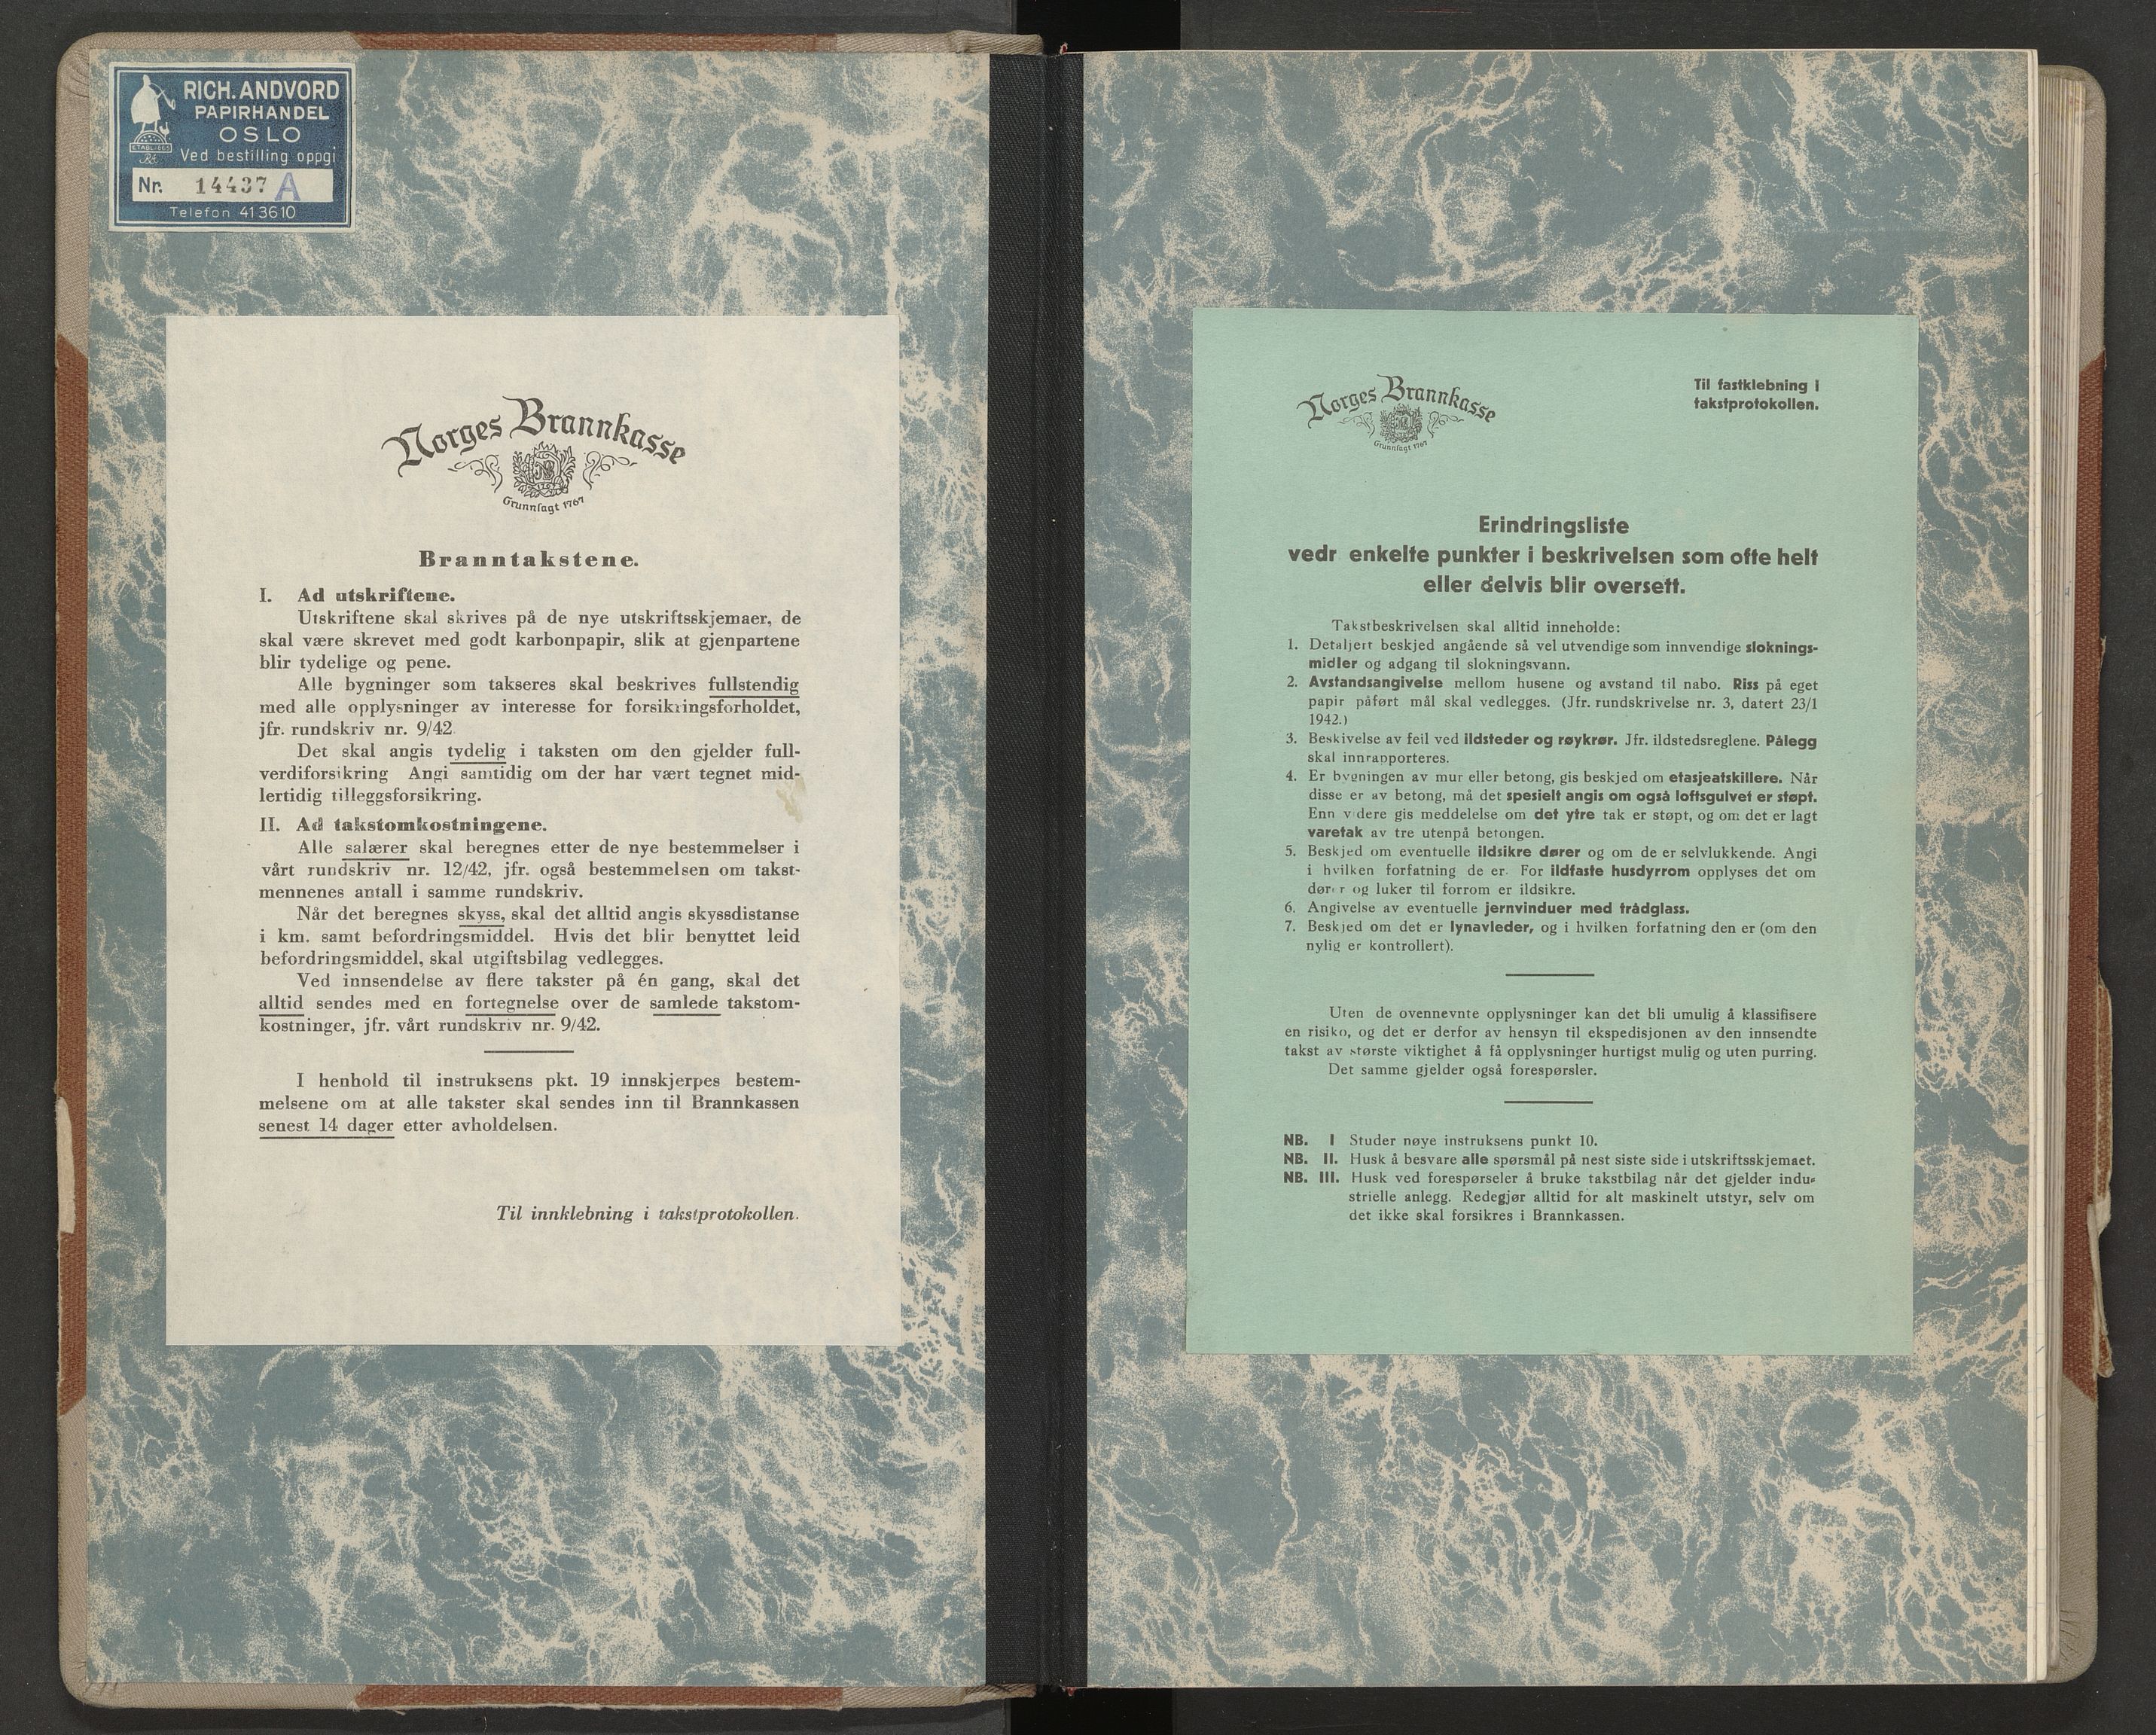 RICH. ANDVORD
PAPIRHANDEL
OSLO
Ved bestilling oppgi
Nr. 14437 A
Telefon 413610
Norges Brannkasse
Grunnlagt 1767
Branntakstene.
I. Ad utskriftene.
Utskriftene skal skrives på de nye utskriftsskjemaer, de
skal være skrevet med godt karbonpapir, slik at gjenpartene
blir tydelige og pene.
Alle bygninger som takseres skal beskrives fullstendig
med alle opplysninger av interesse for forsikringsforholdet,
jfr. rundskriv nr. 9/42
Det skal angis tydelig i taksten om den gjelder full-
verdiforsikring Angi samtidig om der har vært tegnet mid-
lertidig tilleggsforsikring.
II. Ad takstomkostningene.
Alle salærer skal beregnes etter de nye bestemmelser i
vårt rundskriv nr. 12/42, jfr. også bestemmelsen om takst-
mennenes antall i samme rundskriv.
Når det beregnes skyss, skal det alltid angis skyssdistanse
i km. samt befordringsmiddel. Hvis det blir benyttet leid
befordringsmiddel, skal utgiftsbilag vedlegges.
Ved innsendelse av flere takster på én gang, skal det
alltid sendes med en fortegnelse over de samlede takstom-
kostninger, jfr. vårt rundskriv nr. 9/42.
I henhold til instruksens pkt. 19 innskjerpes bestem-
melsene om at alle takster skal sendes inn til Brannkassen
senest 14 dager etter avholdelsen.
Til innklebning i takstprotokollen.
Norges Brannkasse
Grunnlagt 1767
Til fastklebning i
takstprotokollen.
Erindringsliste
vedr enkelte punkter i beskrivelsen som ofte helt
eller delvis blir oversett.
Takstbeskrivelsen skal alltid inneholde:
1. Detaljert beskjed angående så vel utvendige som innvendige sloknings-
midler og adgang til slokningsvann.
2. Avstandsangivelse mellom husene og avstand til nabo. Riss på eget
papir påført mål skal vedlegges. (Jfr. rundskrivelse nr. 3, datert 23/1
1942.)
3. Beskivelse av feil ved ildsteder og røykrør. Jfr. ildstedsreglene. Pålegg
skal innrapporteres.
4. Er bygningen av mur eller betong, gis beskjed om etasjeatskillere. Når
disse er av betong, må det spesielt angis om også loftsgulvet er støpt.
Enn videre gis meddelelse om det ytre tak er støpt, og om det er lagt
varetak av tre utenpå betongen.
5. Beskjed om eventuelle ildsikre dører og om de er selvlukkende. Angi
i hvilken forfatning de er. For ildfaste husdyrrom opplyses det om
dører og luker til forrom er ildsikre.
6. Angivelse av eventuelle jernvinduer med trådglass.
7. Beskjed om det er lynavleder, og i hvilken forfatning den er (om den
nylig er kontrollert).
Uten de ovennevnte opplysninger kan det bli umulig å klassifisere
en risiko, og det er derfor av hensyn til ekspedisjonen av den innsendte
takst av største viktighet å få opplysninger hurtigst mulig og uten purring.
Det samme gjelder også forespørsler.
NB. I Studer nøye instruksens punkt 10.
NB. II. Husk å besvare alle spørsmål på nest siste side i utskriftsskjemaet.
NB. III. Husk ved forespørseler å bruke takstbilag når det gjelder indu-
strielle anlegg. Redegjør alltid for alt maskinelt utstyr, selv om
det ikke skal forsikres i Brannkassen.